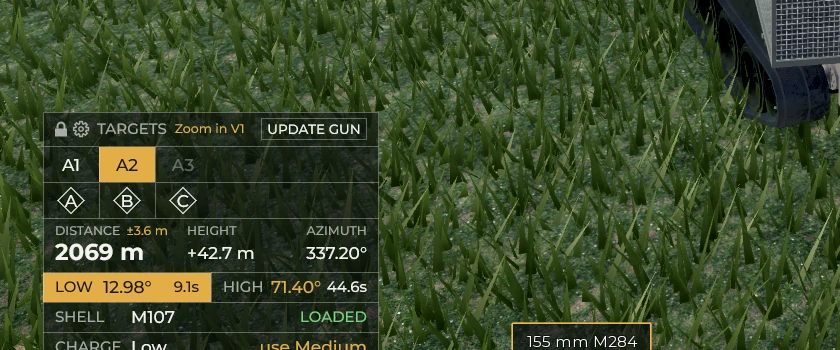 TARGETS Zoom in V1 UPDATE GUN
A1 A2 A3
A B C
DISTANCE ±3.6 m HEIGHT AZIMUTH
2069 m +42.7 m 337.20°
LOW 12.98° 9.1s HIGH 71.40° 44.6s
SHELL M107 LOADED
CHARGE Low use Medium
155 mm M284